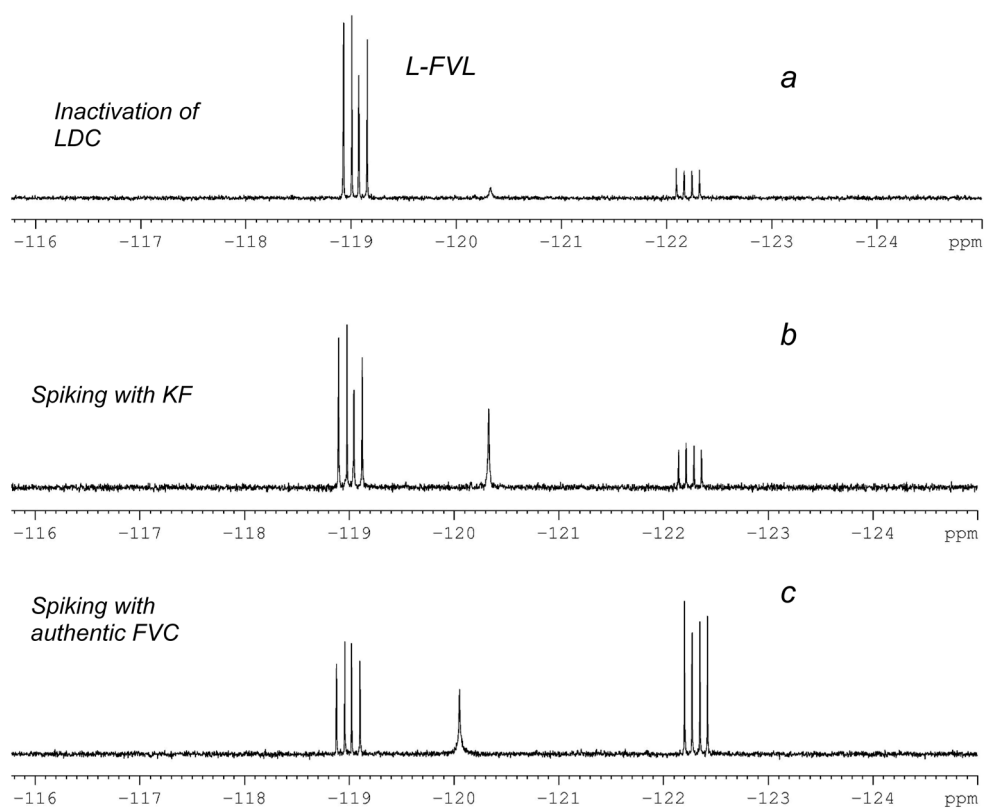 L-FVL
a
Inactivation of
LDC
-116 -117 -118 -119 -120 -121 -122 -123 -124 ppm
b
Spiking with KF
-116 -117 -118 -119 -120 -121 -122 -123 -124 ppm
c
Spiking with
authentic FVC
-116 -117 -118 -119 -120 -121 -122 -123 -124 ppm